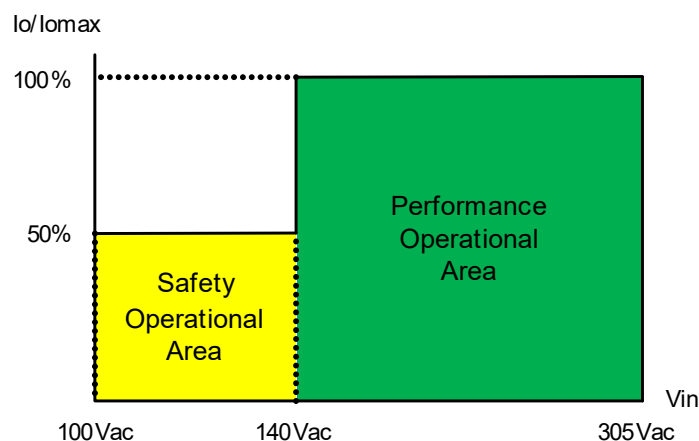 Io/Iomax
100%
50%
Performance
Operational
Area
Safety
Operational
Area
Vin
100Vac
140Vac
305Vac